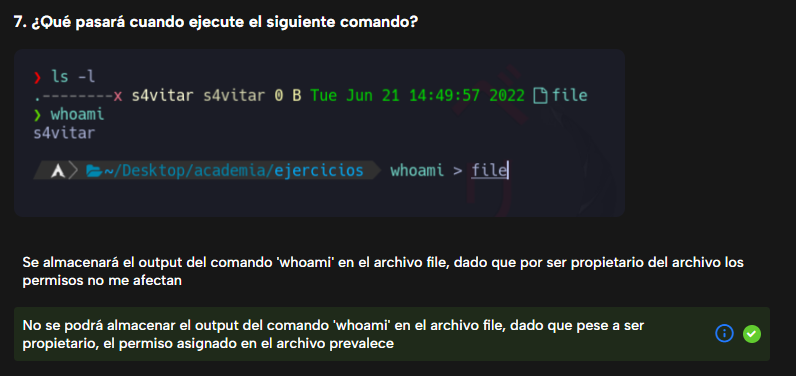 7. ¿Qué pasará cuando ejecute el siguiente comando?
❯ ls -l
.--------x s4vitar s4vitar 0 B Tue Jun 21 14:49:57 2022 file
❯ whoami
s4vitar
~/Desktop/academia/ejercicios whoami > file
Se almacenará el output del comando 'whoami' en el archivo file, dado que por ser propietario del archivo los
permisos no me afectan
No se podrá almacenar el output del comando 'whoami' en el archivo file, dado que pese a ser
propietario, el permiso asignado en el archivo prevalece